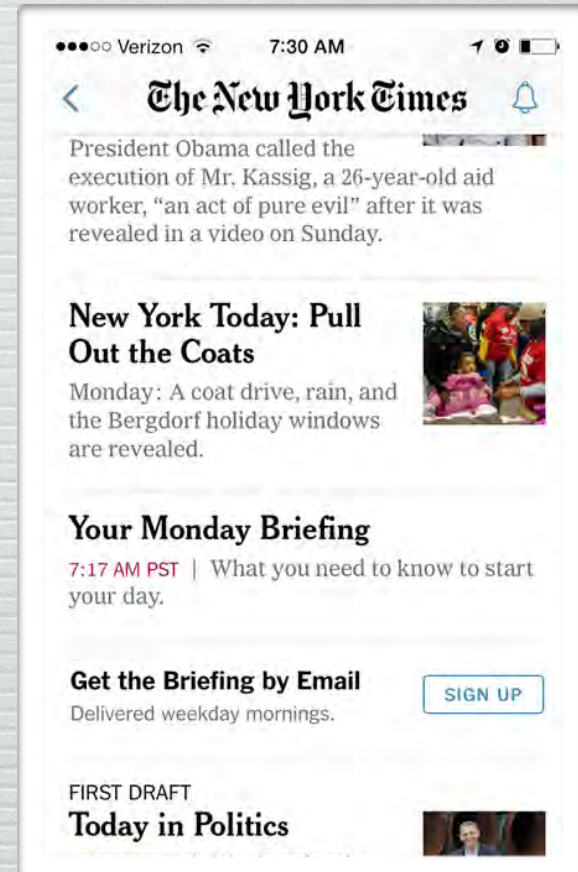 Verizon 7:30 AM
The New York Times
President Obama called the
execution of Mr. Kassig, a 26-year-old aid
worker, “an act of pure evil” after it was
revealed in a video on Sunday.
New York Today: Pull
Out the Coats
Monday: A coat drive, rain, and
the Bergdorf holiday windows
are revealed.
Your Monday Briefing
7:17 AM PST | What you need to know to start
your day.
Get the Briefing by Email
SIGN UP
Delivered weekday mornings.
FIRST DRAFT
Today in Politics